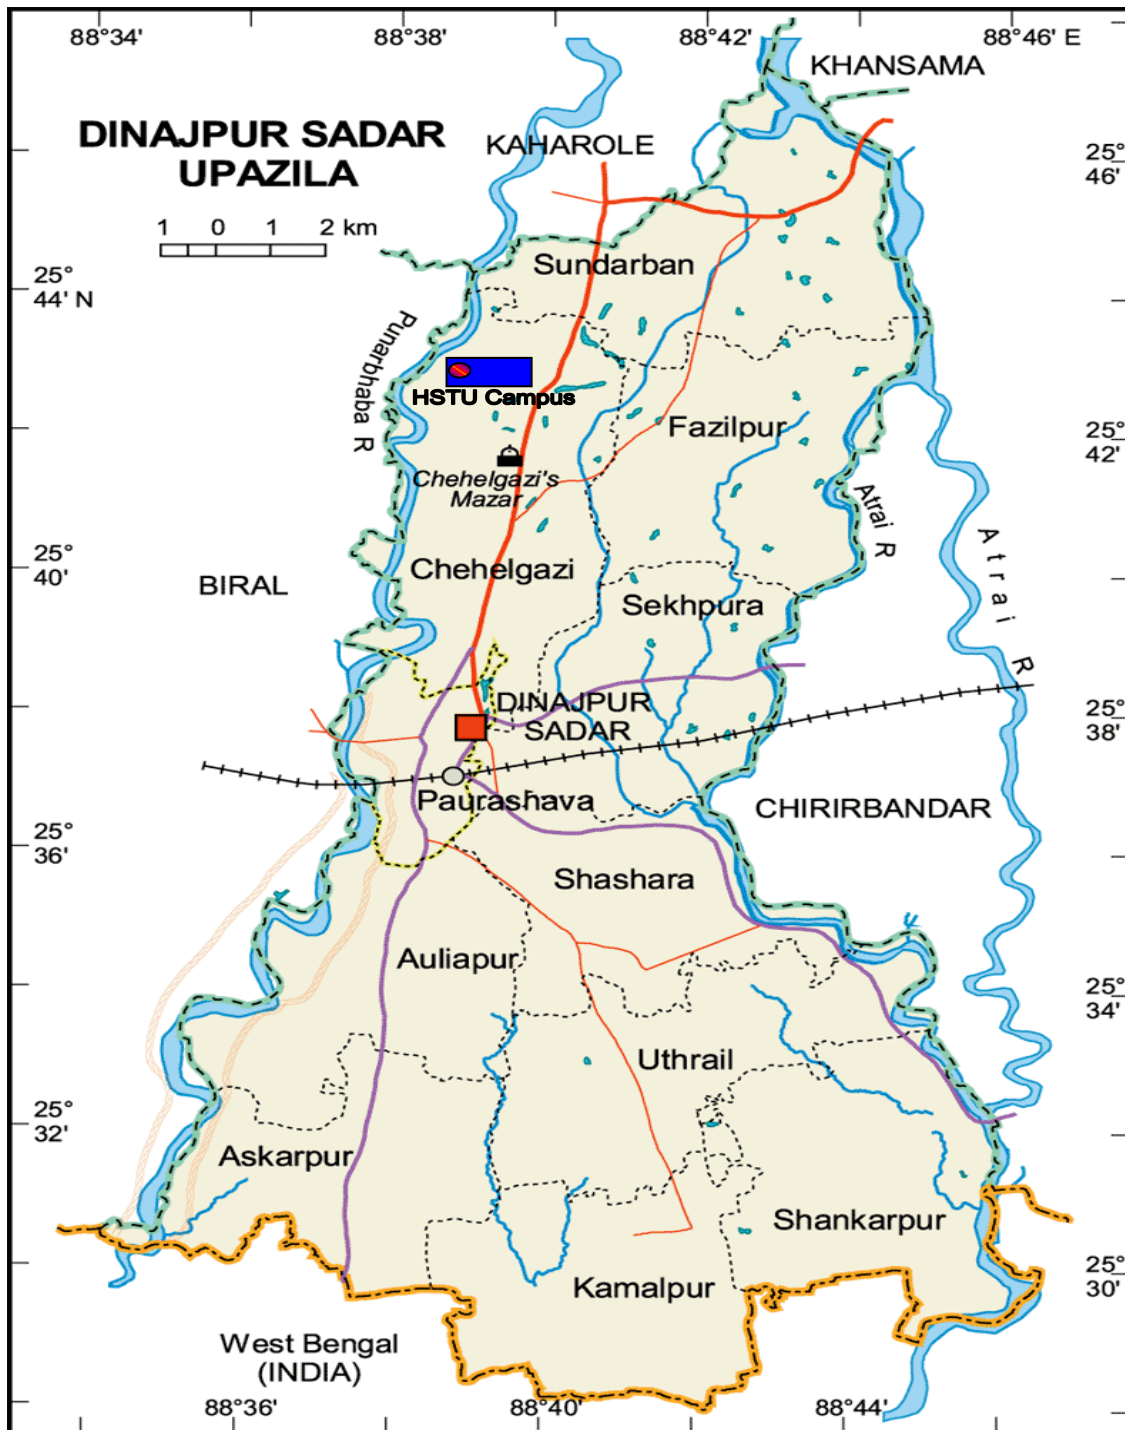 88°34'
88°38'
88°42'
88°46' E
KHANSAMA
DINAJPUR SADAR
UPAZILA
KAHAROLE
25°
46'
1 0 1 2 km
Sundarban
25°
44' N
Punarbhaba R
HSTU Campus
Fazilpur
25°
42'
Chehelgazi's
Mazar
Atrai R
Atrai R
25°
40'
Chehelgazi
BIRAL
Sekhpura
DINAJPUR
SADAR
25°
38'
Paurashava
CHIRIRBANDAR
25°
36'
Shashara
Auliapur
25°
34'
Uthrail
25°
32'
Askarpur
Shankarpur
25°
30'
Kamalpur
West Bengal
(INDIA)
88°36'
88°40'
88°44'